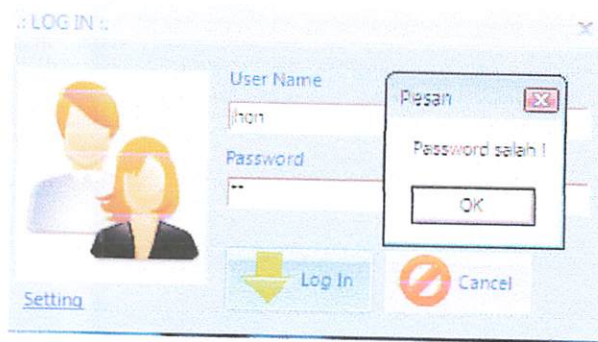 .: LOG IN :.
User Name
jhon
Password
**
Pesan
Password salah !
OK
Log In
Cancel
Setting